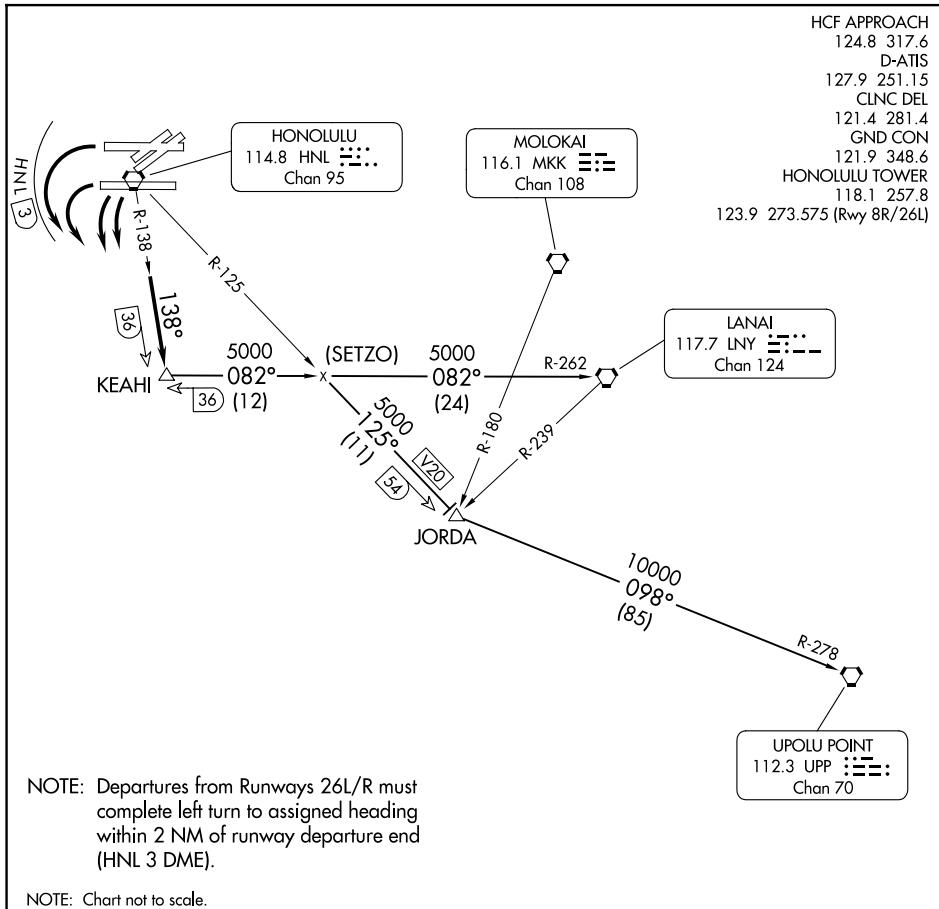 HCF APPROACH
124.8 317.6
D-ATIS
127.9 251.15
CLNC DEL
121.4 281.4
GND CON
121.9 348.6
HONOLULU TOWER
118.1 257.8
123.9 273.575 (Rwy 8R/26L)
HONOLULU
114.8 HNL
Chan 95
MOLOKAI
116.1 MKK
Chan 108
HNL 3
R-138
R-125
138°
36
KEAHI
36
5000
082°
(12)
(SETZO)
5000
082°
(24)
R-262
LANAI
117.7 LNY
Chan 124
R-180
R-239
5000
125°
(11)
V20
54
JORDA
10000
098°
(85)
R-278
UPOLU POINT
112.3 UPP
Chan 70
NOTE: Departures from Runways 26L/R must
complete left turn to assigned heading
within 2 NM of runway departure end
(HNL 3 DME).
NOTE: Chart not to scale.